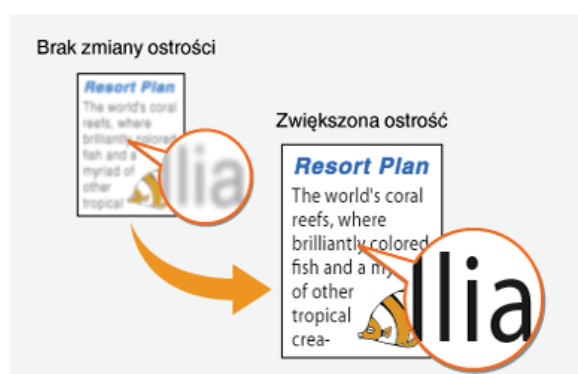 Brak zmiany ostrości
Resort Plan
The world's coral
reefs, where
brilliantly colored
fish and a
myriad of
other
tropical
llia
Zwiększona ostrość
Resort Plan
The world's coral
reefs, where
brilliantly colored
fish and a my
of other
tropical
crea-
llia